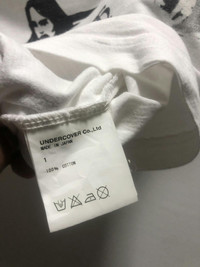 UNDERCOVER Co.,Ltd
MADE IN JAPAN
1
100% COTTON